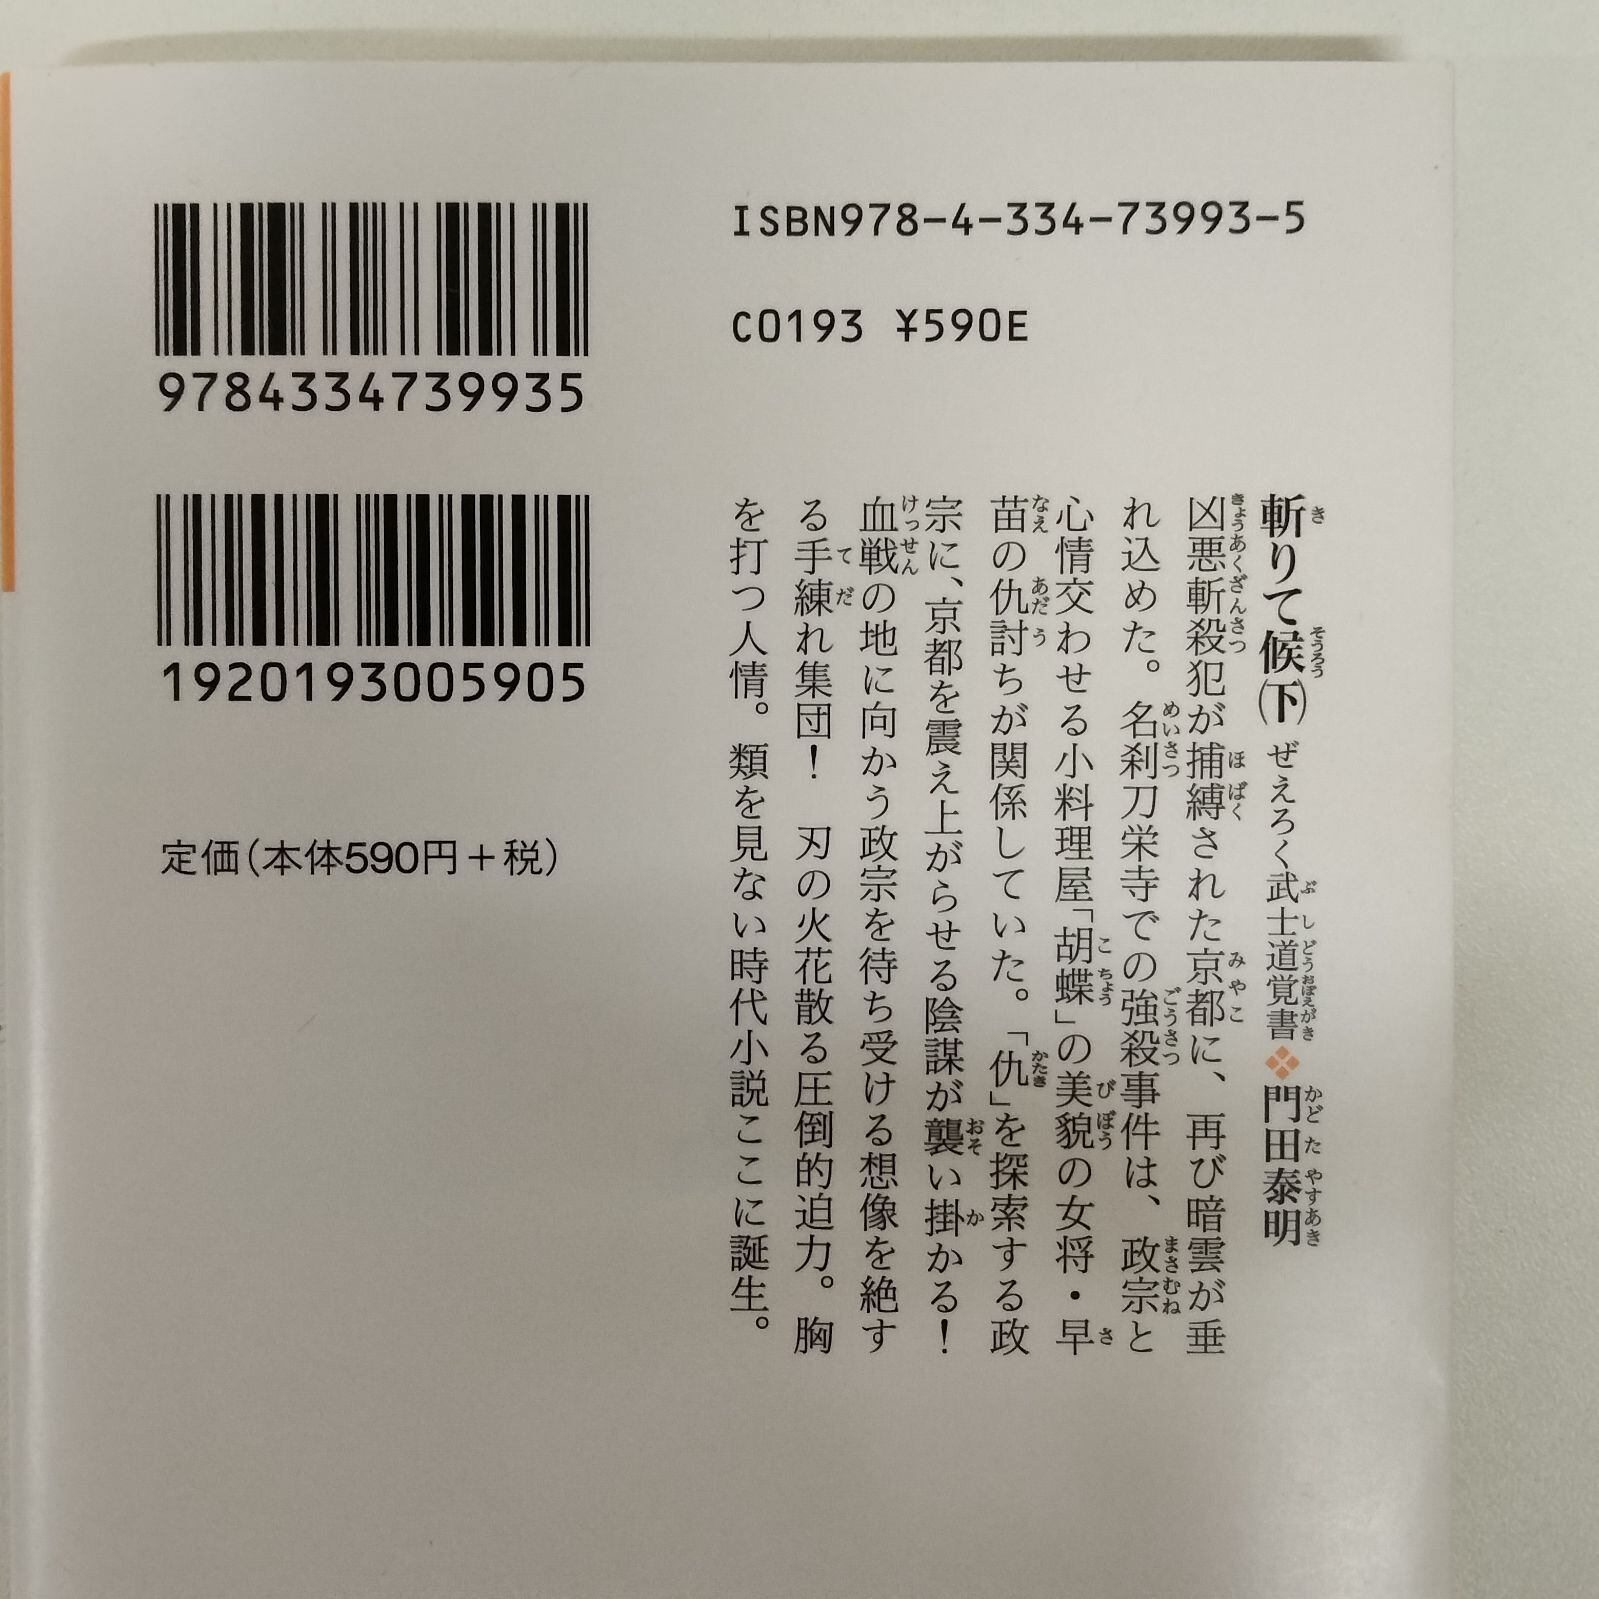 ISBN978-4-334-73993-5
C0193 ¥590E
9784334739935
1920193005905
定価(本体590円+税)
斬りて候(下) ぜえろく武士道覚書❖門田泰明
凶悪斬殺犯が捕縛された京都に、再び暗雲が垂
れ込めた。名刹刀栄寺での強殺事件は、政宗と
心情交わせる小料理屋「胡蝶」の美貌の女将・早
苗の仇討ちが関係していた。「仇」を探索する政
宗に、京都を震え上がらせる陰謀が襲い掛かる!
血戦の地に向かう政宗を待ち受ける想像を絶す
る手練れ集団! 刃の火花散る圧倒的迫力。胸
を打つ人情。類を見ない時代小説ここに誕生。